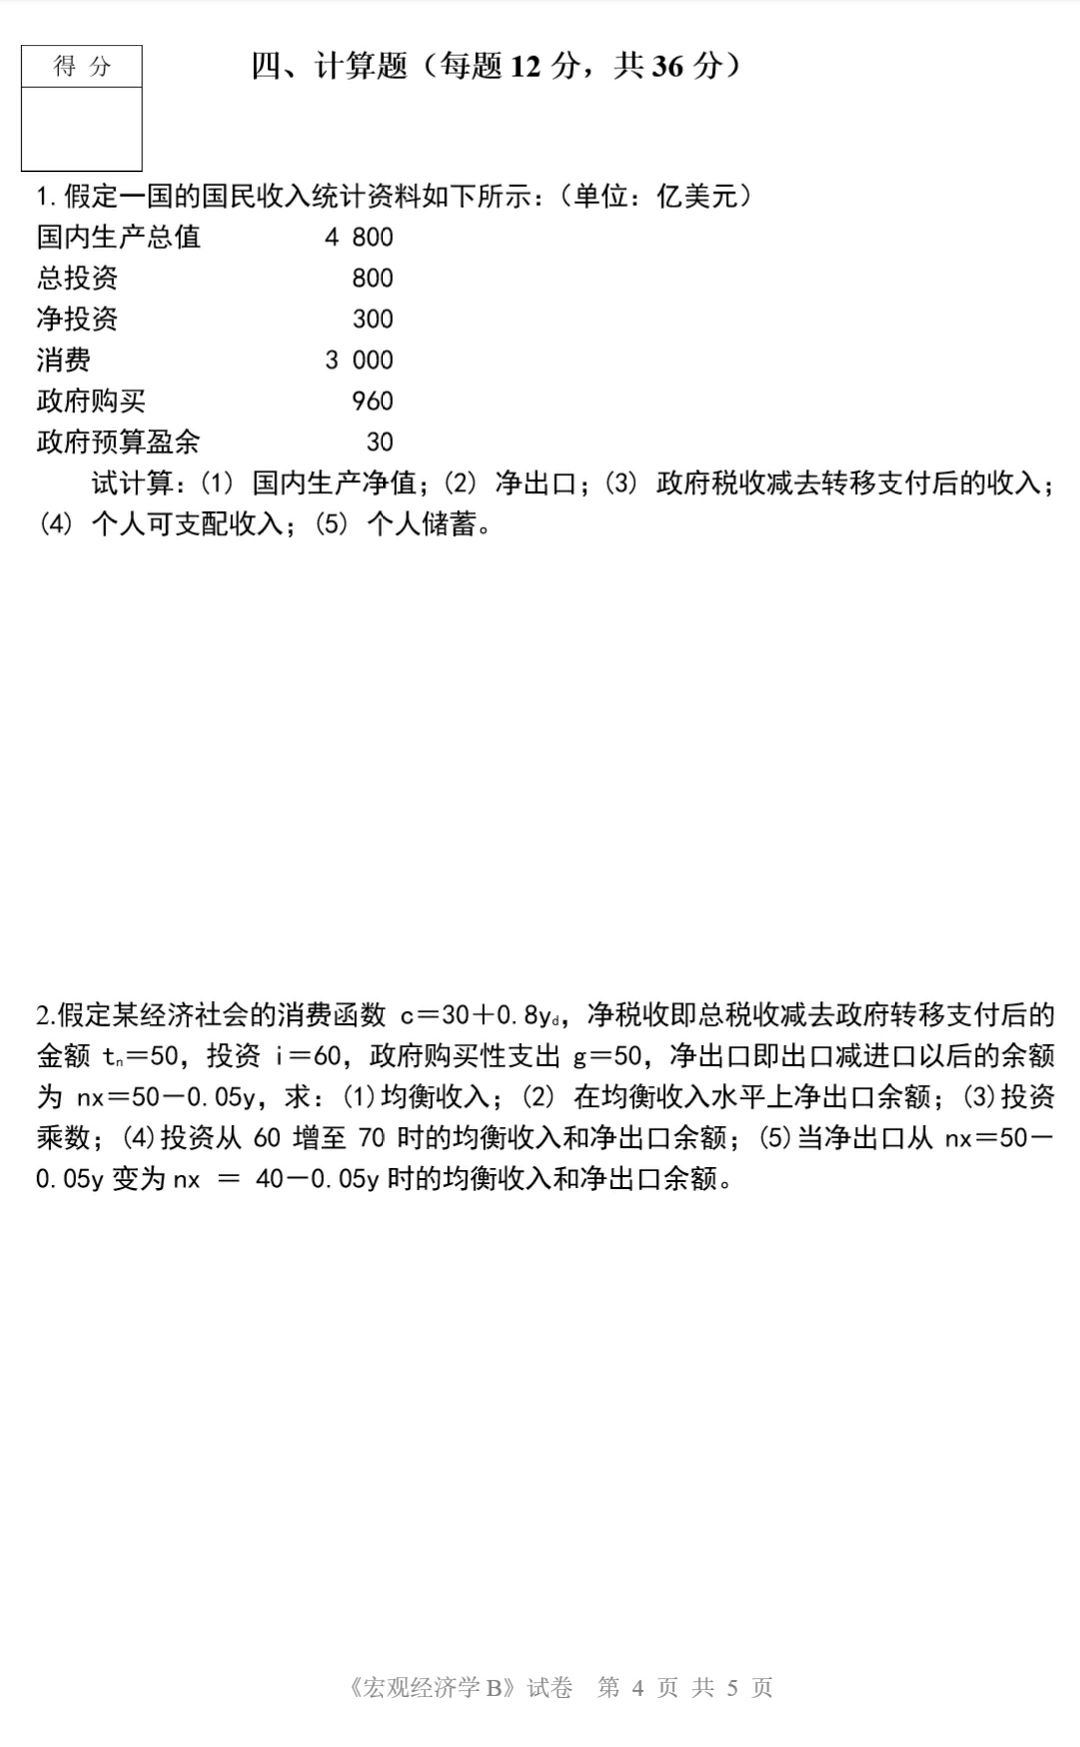 得 分
四、计算题（每题 12 分，共 36 分）
1. 假定一国的国民收入统计资料如下所示：（单位：亿美元）
国内生产总值 4 800
总投资 800
净投资 300
消费 3 000
政府购买 960
政府预算盈余 30
试计算：（1） 国内生产净值；（2） 净出口；（3） 政府税收减去转移支付后的收入；
（4） 个人可支配收入；（5） 个人储蓄。
2.假定某经济社会的消费函数 c＝30＋0.8yd，净税收即总税收减去政府转移支付后的
金额 tn＝50，投资 i＝60，政府购买性支出 g＝50，净出口即出口减进口以后的余额
为 nx＝50－0.05y，求：（1）均衡收入；（2） 在均衡收入水平上净出口余额；（3）投资
乘数；（4）投资从 60 增至 70 时的均衡收入和净出口余额；（5）当净出口从 nx＝50－
0.05y 变为 nx ＝ 40－0.05y 时的均衡收入和净出口余额。
《宏观经济学 B》试卷 第 4 页 共 5 页